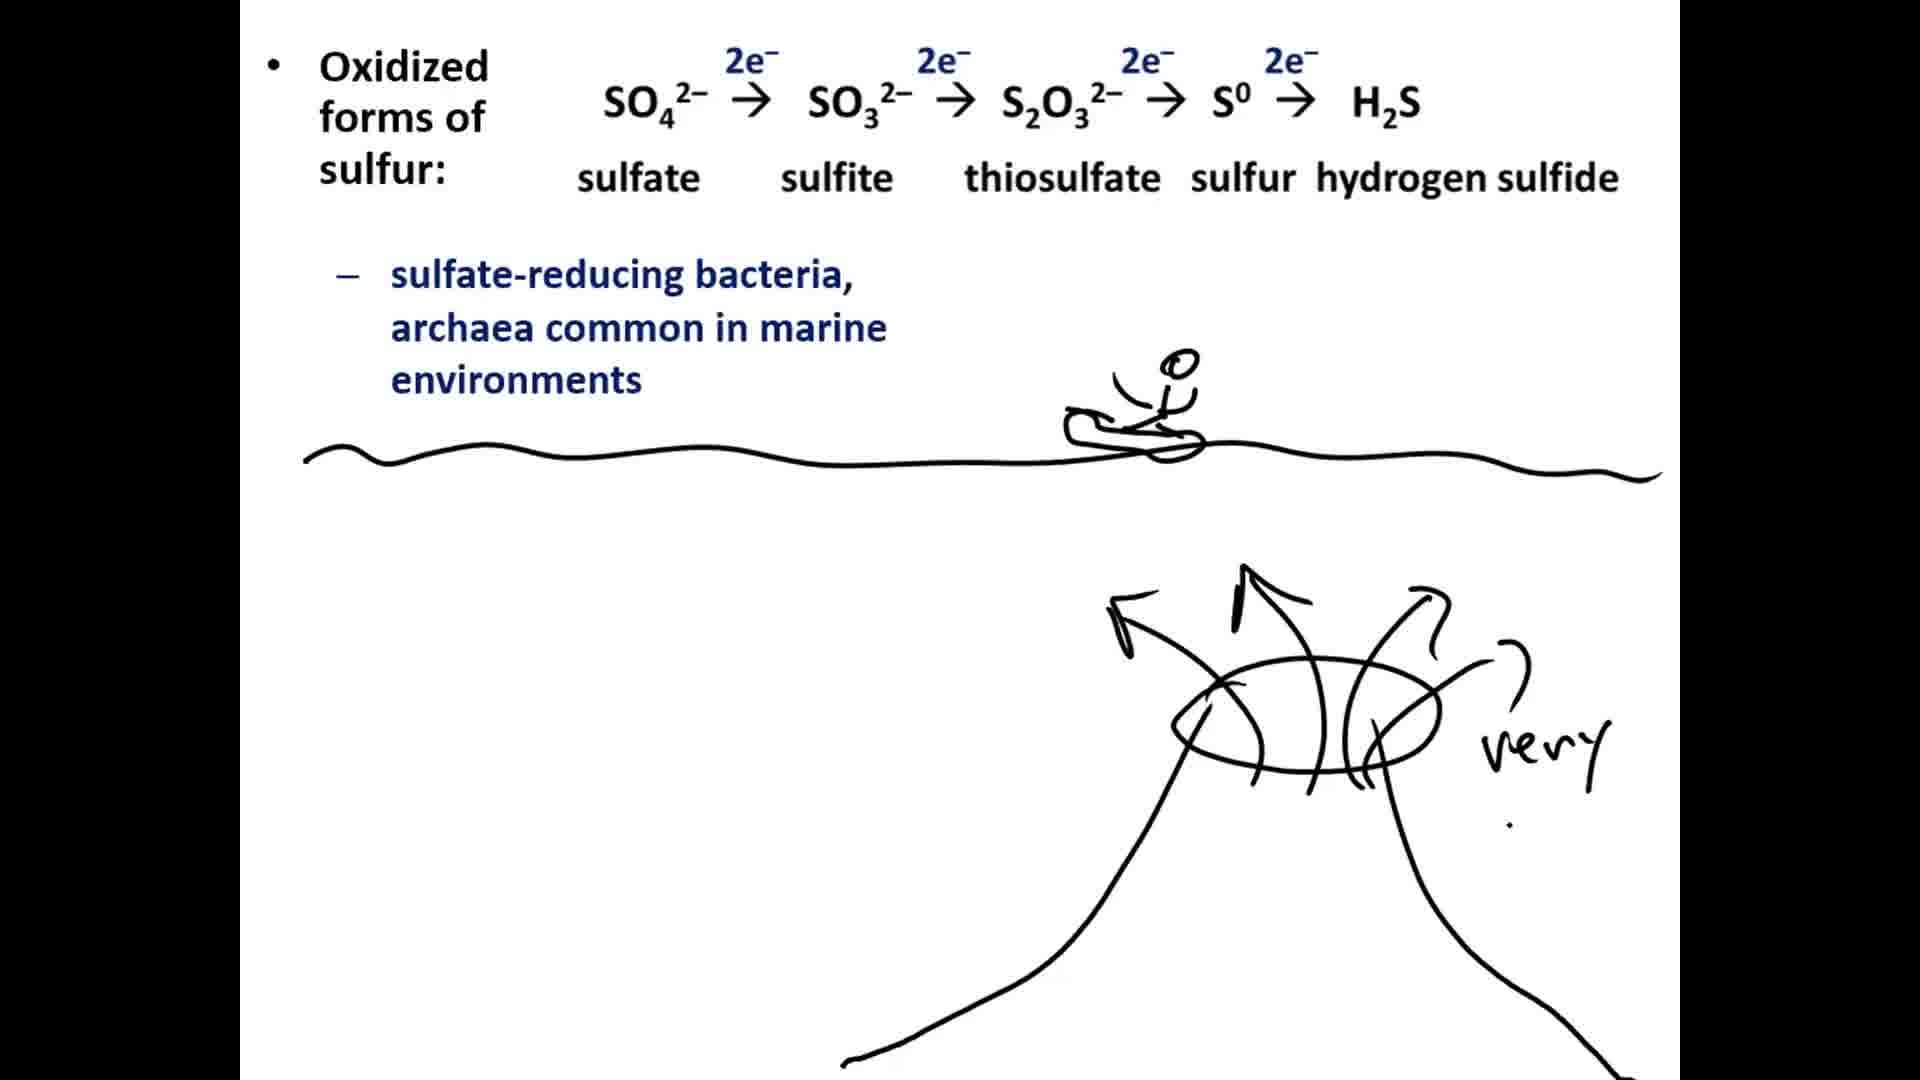 • Oxidized forms of sulfur:
2e⁻ 2e⁻ 2e⁻ 2e⁻
SO₄²⁻ → SO₃²⁻ → S₂O₃²⁻ → S⁰ → H₂S
sulfate sulfite thiosulfate sulfur hydrogen sulfide
– sulfate-reducing bacteria,
archaea common in marine
environments
very